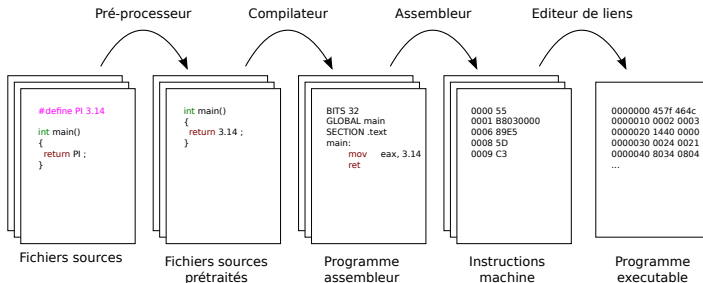 Pré-processeur
Compilateur
Assembleur
Editeur de liens
#define PI 3.14
int main()
{
return PI ;
}
int main()
{
return 3.14 ;
}
BITS 32
GLOBAL main
SECTION .text
main:
mov eax, 3.14
ret
0000 55
0001 B8030000
0006 89E5
0008 5D
0009 C3
0000000 457f 464c
0000010 0002 0003
0000020 1440 0000
0000030 0024 0021
0000040 8034 0804
...
Fichiers sources
Fichiers sources
prétraités
Programme
assembleur
Instructions
machine
Programme
executable